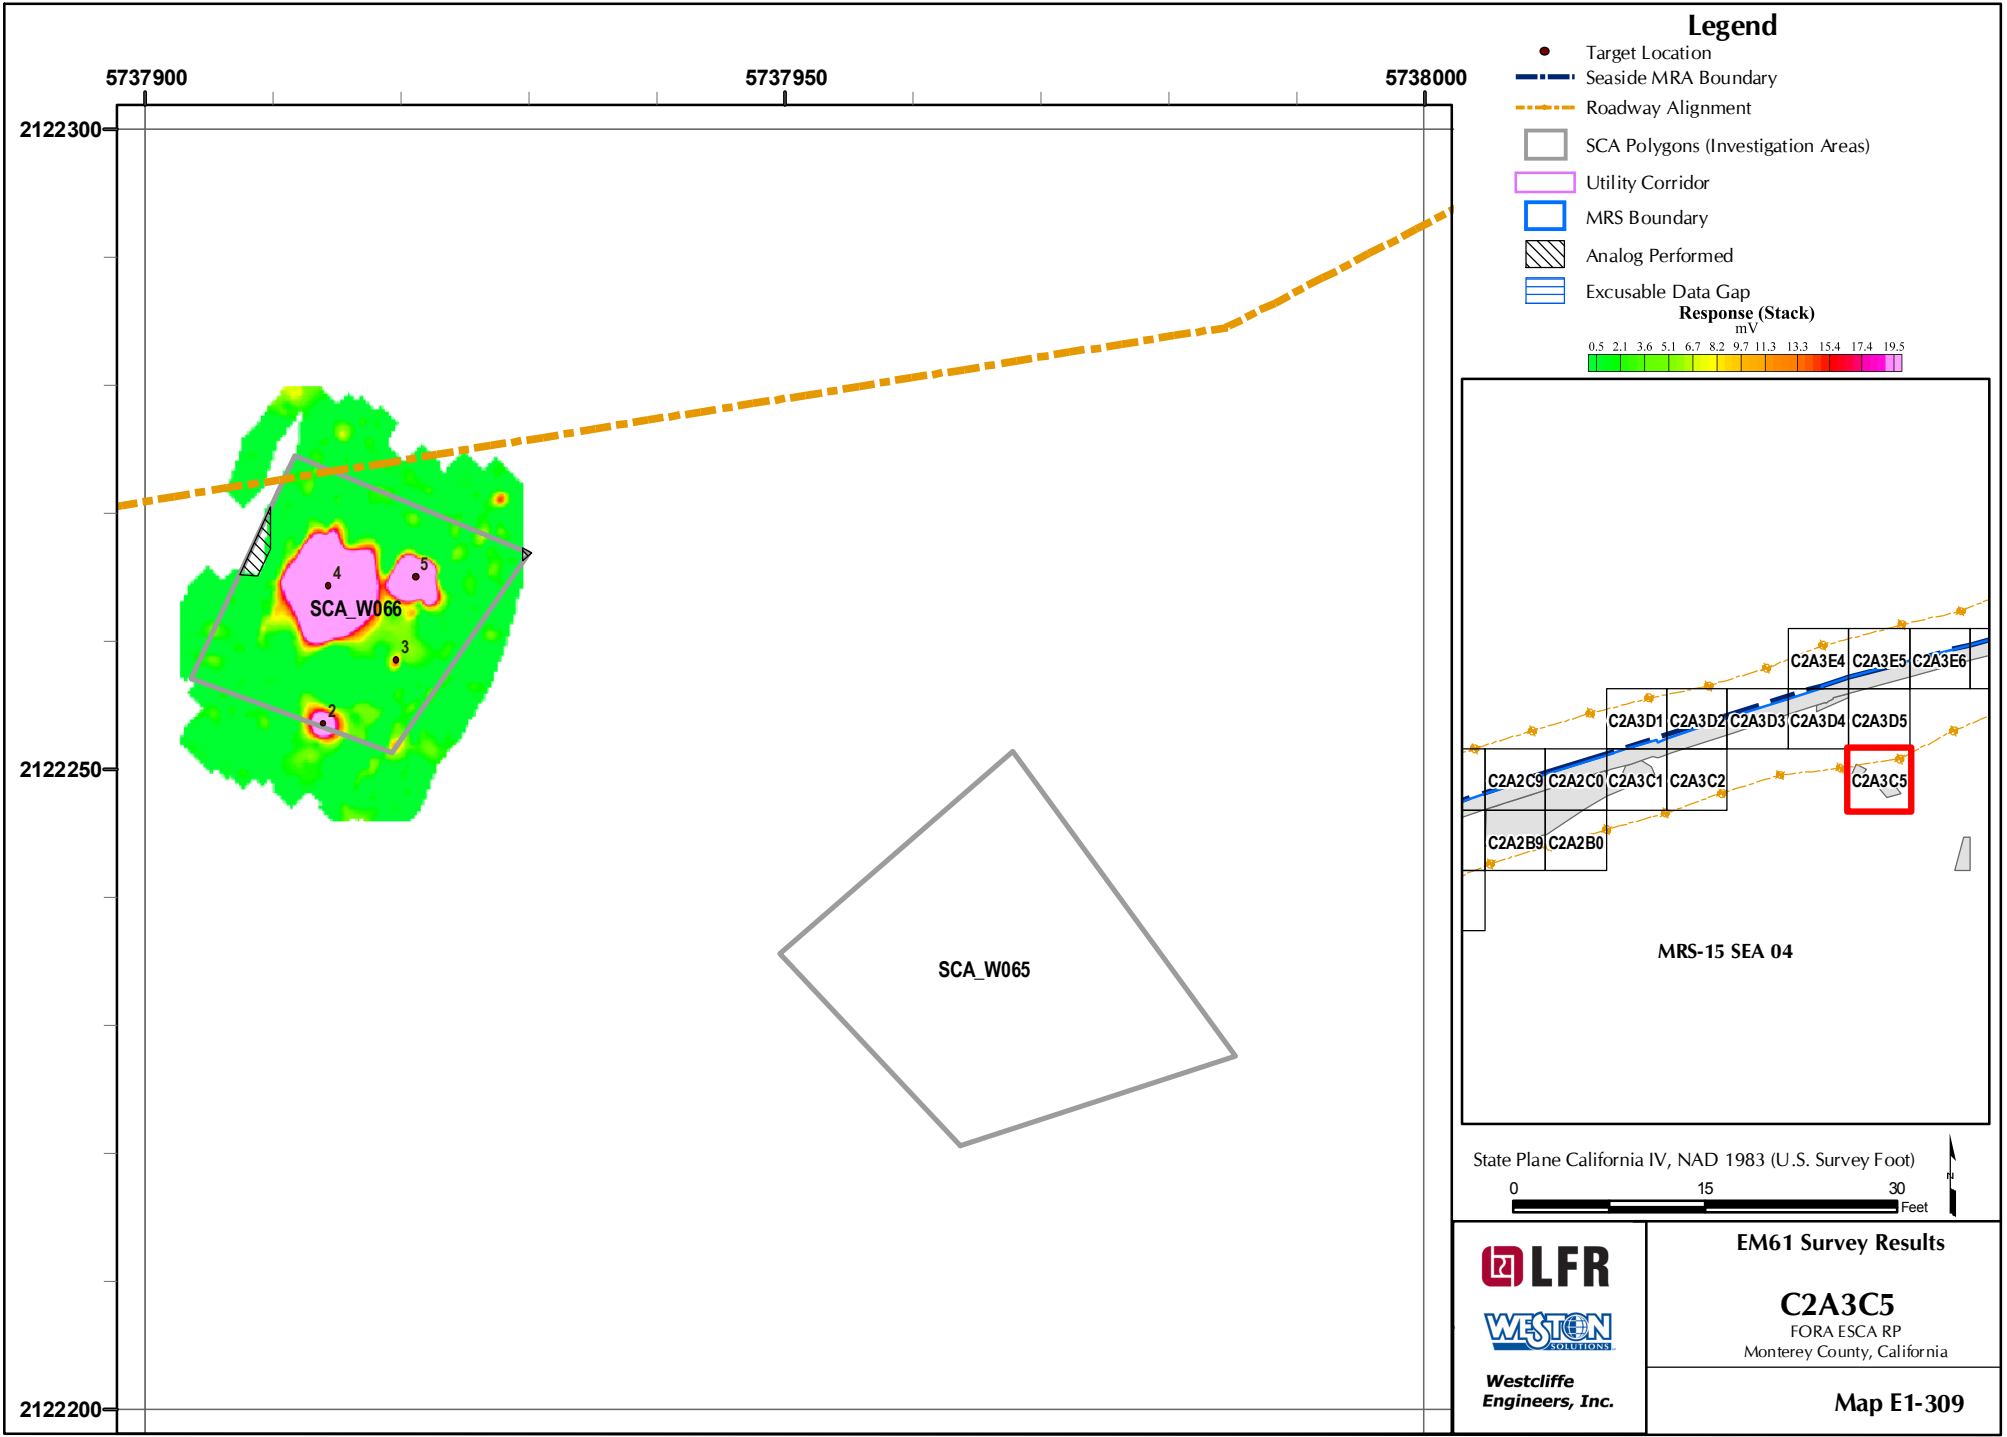 Legend
Target Location
Seaside MRA Boundary
Roadway Alignment
SCA Polygons (Investigation Areas)
Utility Corridor
MRS Boundary
Analog Performed
Excusable Data Gap
Response (Stack)
mV
0.5 2.1 3.6 5.1 6.7 8.2 9.7 11.3 13.3 15.4 17.4 19.5
5737900 5737950 5738000
2122300
2122250
2122200
4
5
SCA_W066
3
2
SCA_W065
C2A3E4 C2A3E5 C2A3E6
C2A3D1 C2A3D2 C2A3D3 C2A3D4 C2A3D5
C2A2C9 C2A2C0 C2A3C1 C2A3C2 C2A3C5
C2A2B9 C2A2B0
MRS-15 SEA 04
State Plane California IV, NAD 1983 (U.S. Survey Foot)
N
0 15 30
Feet
LFR
WESTON
SOLUTIONS
Westcliffe
Engineers, Inc.
EM61 Survey Results
C2A3C5
FORA ESCA RP
Monterey County, California
Map E1-309